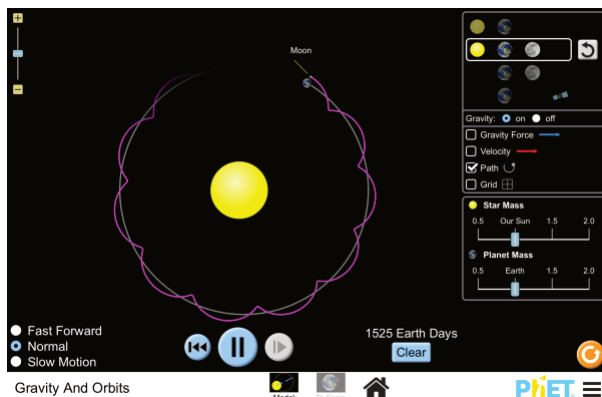 Moon
Gravity: on off
Gravity Force
Velocity
Path
Grid
Star Mass
0.5 Our Sun 1.5 2.0
Planet Mass
0.5 Earth 1.5 2.0
Fast Forward
Normal
Slow Motion
1525 Earth Days
Clear
Gravity And Orbits
Model
To Scale
PhET